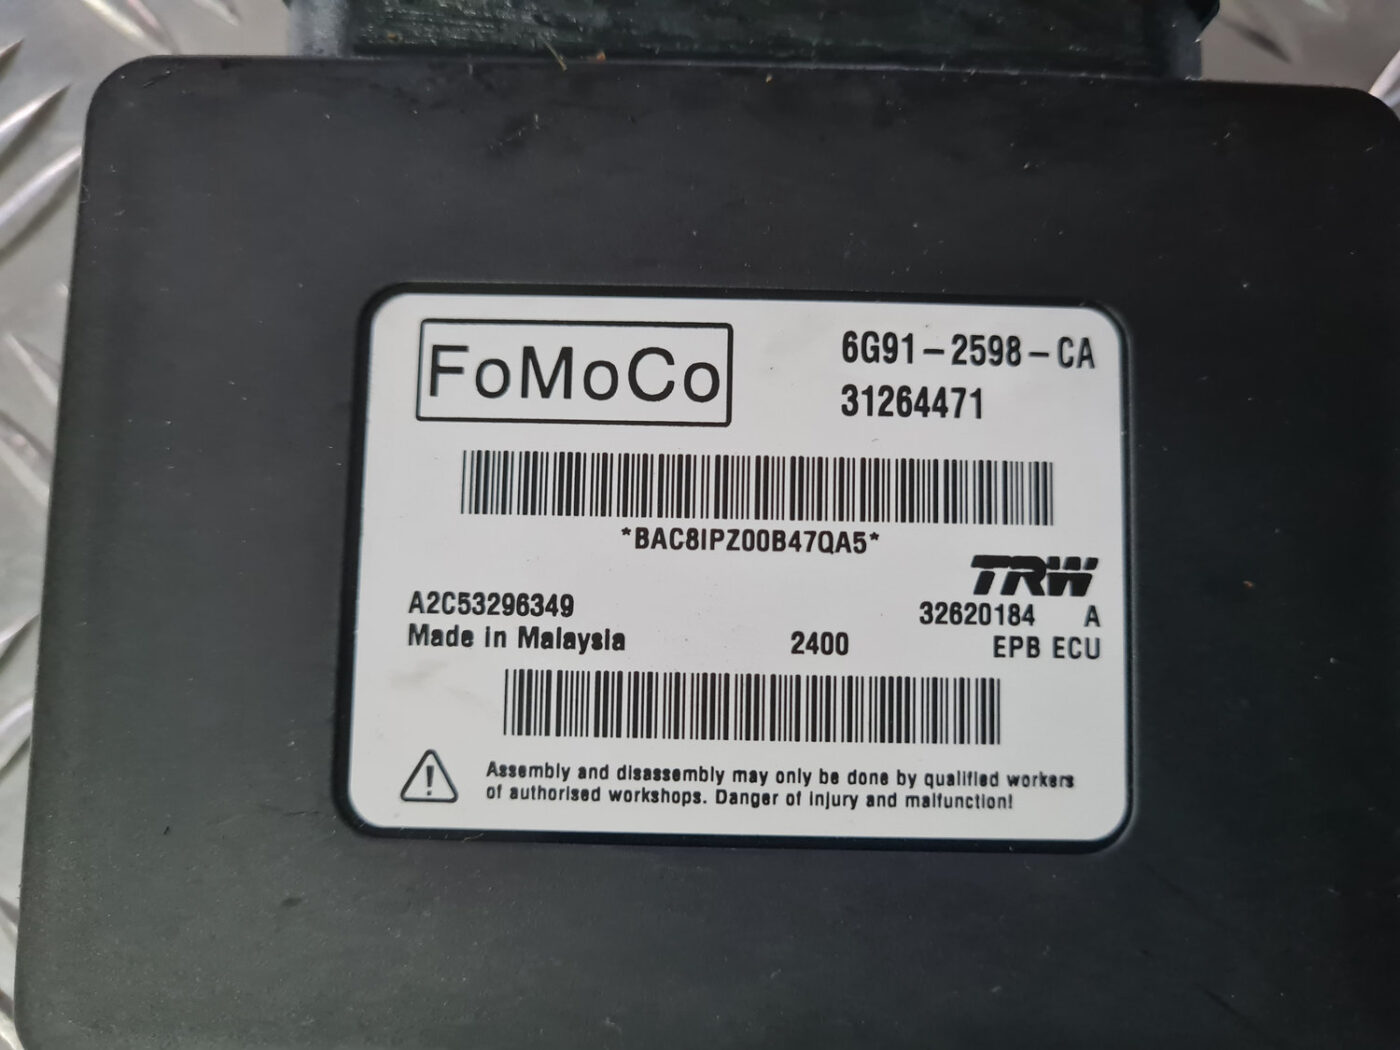 FoMoCo
6G91-2598-CA
31264471
*BAC8IPZ00B47QA5*
TRW
A2C53296349
32620184 A
Made in Malaysia
2400
EPB ECU
Assembly and disassembly may only be done by qualified workers
of authorised workshops. Danger of injury and malfunction!